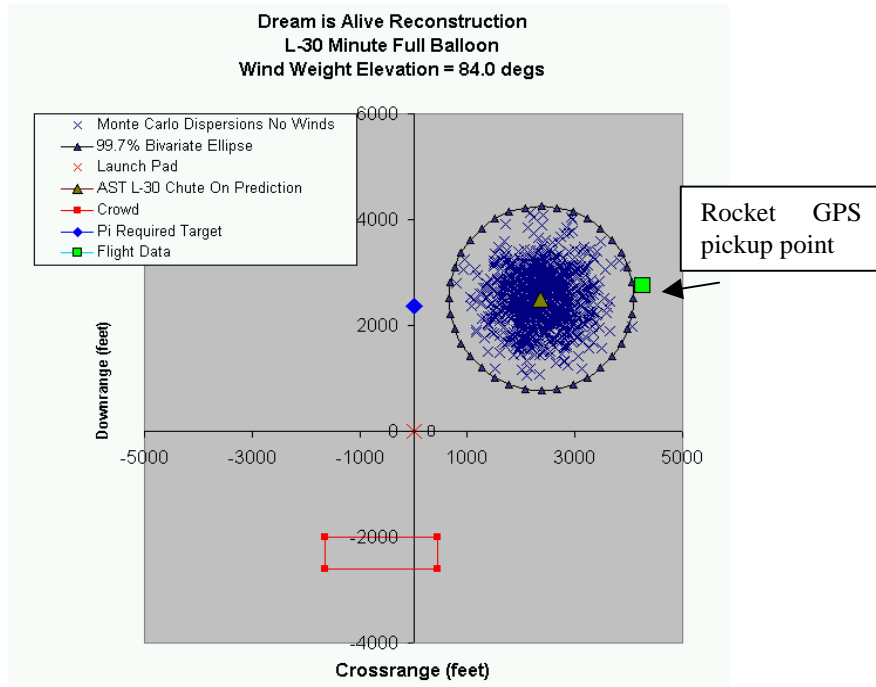 Dream is Alive Reconstruction
L-30 Minute Full Balloon
Wind Weight Elevation = 84.0 degs
Monte Carlo Dispersions No Winds
99.7% Bivariate Ellipse
Launch Pad
AST L-30 Chute On Prediction
Crowd
Pi Required Target
Flight Data
Rocket GPS
pickup point
Downrange (feet)
6000
4000
2000
0 0
-5000 -3000 -1000 1000 3000 5000
-2000
-4000
Crossrange (feet)